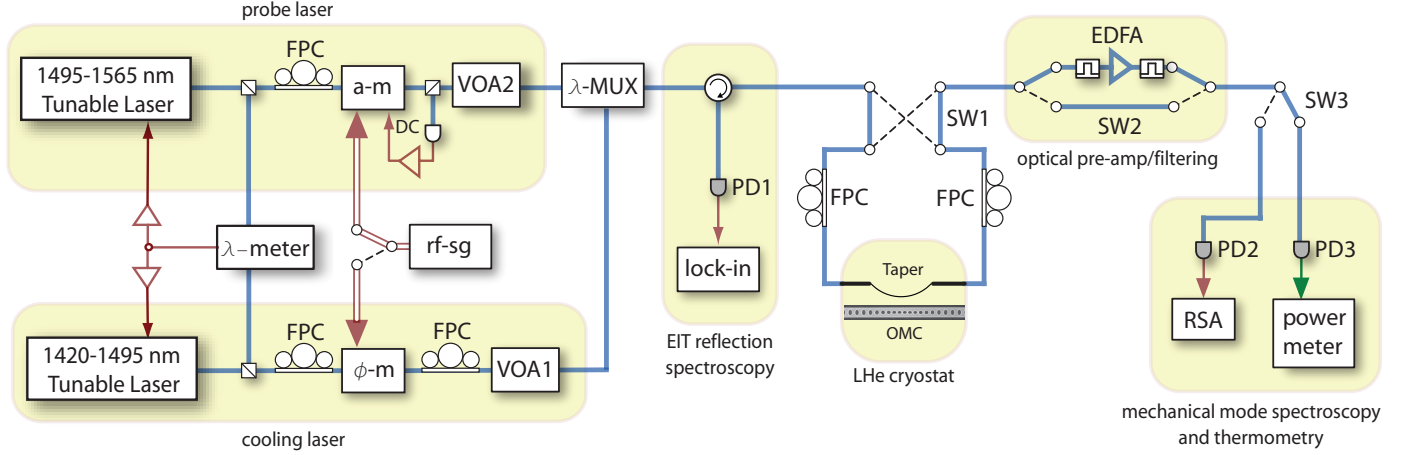 probe laser
1495-1565 nm
Tunable Laser
FPC
a-m
DC
VOA2
λ-MUX
λ-meter
rf-sg
1420-1495 nm
Tunable Laser
FPC
ϕ-m
FPC
VOA1
cooling laser
PD1
lock-in
EIT reflection
spectroscopy
SW1
FPC
FPC
Taper
OMC
LHe cryostat
EDFA
SW2
optical pre-amp/filtering
SW3
PD2
PD3
RSA
power
meter
mechanical mode spectroscopy
and thermometry